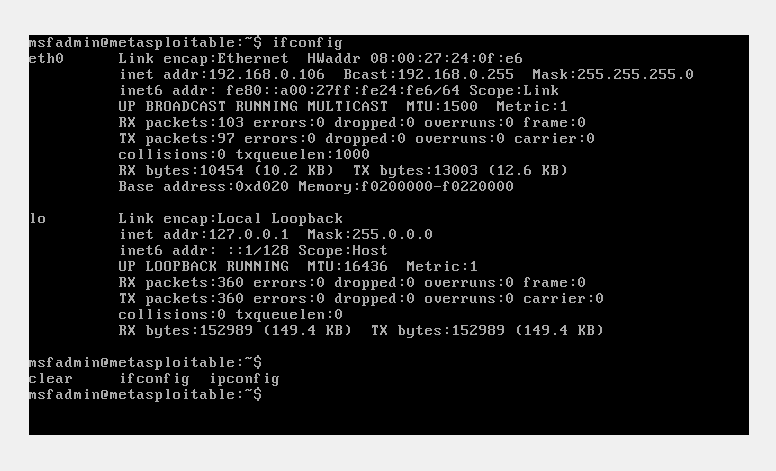 msfadmin@metasploitable:~$ ifconfig
eth0      Link encap:Ethernet  HWaddr 08:00:27:24:0f:e6
          inet addr:192.168.0.106  Bcast:192.168.0.255  Mask:255.255.255.0
          inet6 addr: fe80::a00:27ff:fe24:fe6/64 Scope:Link
          UP BROADCAST RUNNING MULTICAST  MTU:1500  Metric:1
          RX packets:103 errors:0 dropped:0 overruns:0 frame:0
          TX packets:97 errors:0 dropped:0 overruns:0 carrier:0
          collisions:0 txqueuelen:1000
          RX bytes:10454 (10.2 KB)  TX bytes:13003 (12.6 KB)
          Base address:0xd020 Memory:f0200000-f0220000
lo        Link encap:Local Loopback
          inet addr:127.0.0.1  Mask:255.0.0.0
          inet6 addr: ::1/128 Scope:Host
          UP LOOPBACK RUNNING  MTU:16436  Metric:1
          RX packets:360 errors:0 dropped:0 overruns:0 frame:0
          TX packets:360 errors:0 dropped:0 overruns:0 carrier:0
          collisions:0 txqueuelen:0
          RX bytes:152989 (149.4 KB)  TX bytes:152989 (149.4 KB)
msfadmin@metasploitable:~$
clear     ifconfig  ipconfig
msfadmin@metasploitable:~$